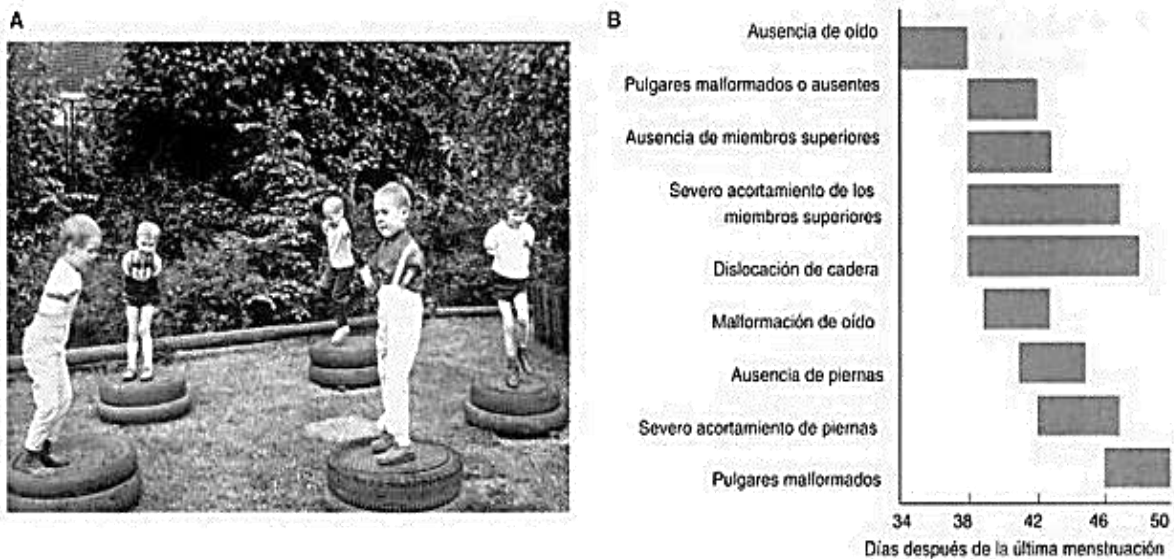 A
B
Ausencia de oído
Pulgares malformados o ausentes
Ausencia de miembros superiores
Severo acortamiento de los
miembros superiores
Dislocación de cadera
Malformación de oído
Ausencia de piernas
Severo acortamiento de piernas
Pulgares malformados
34 38 42 46 50
Días después de la última menstruación